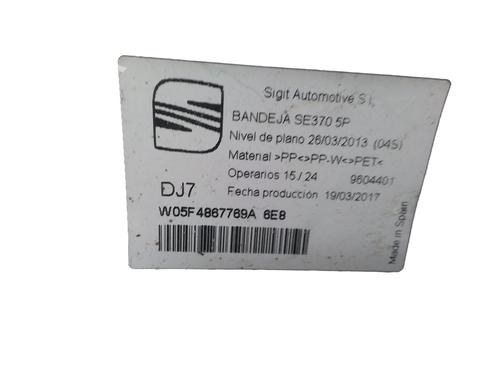 Sigit Automotive S.L.
BANDEJA SE370 5P
Nivel de plano 26/03/2013 (04S)
Material >PP<>PP-W<>PET<
Operarios 15 / 24 9604401
DJ7 Fecha producción 19/03/2017
W05F4867769A 6E8
Made in Spain